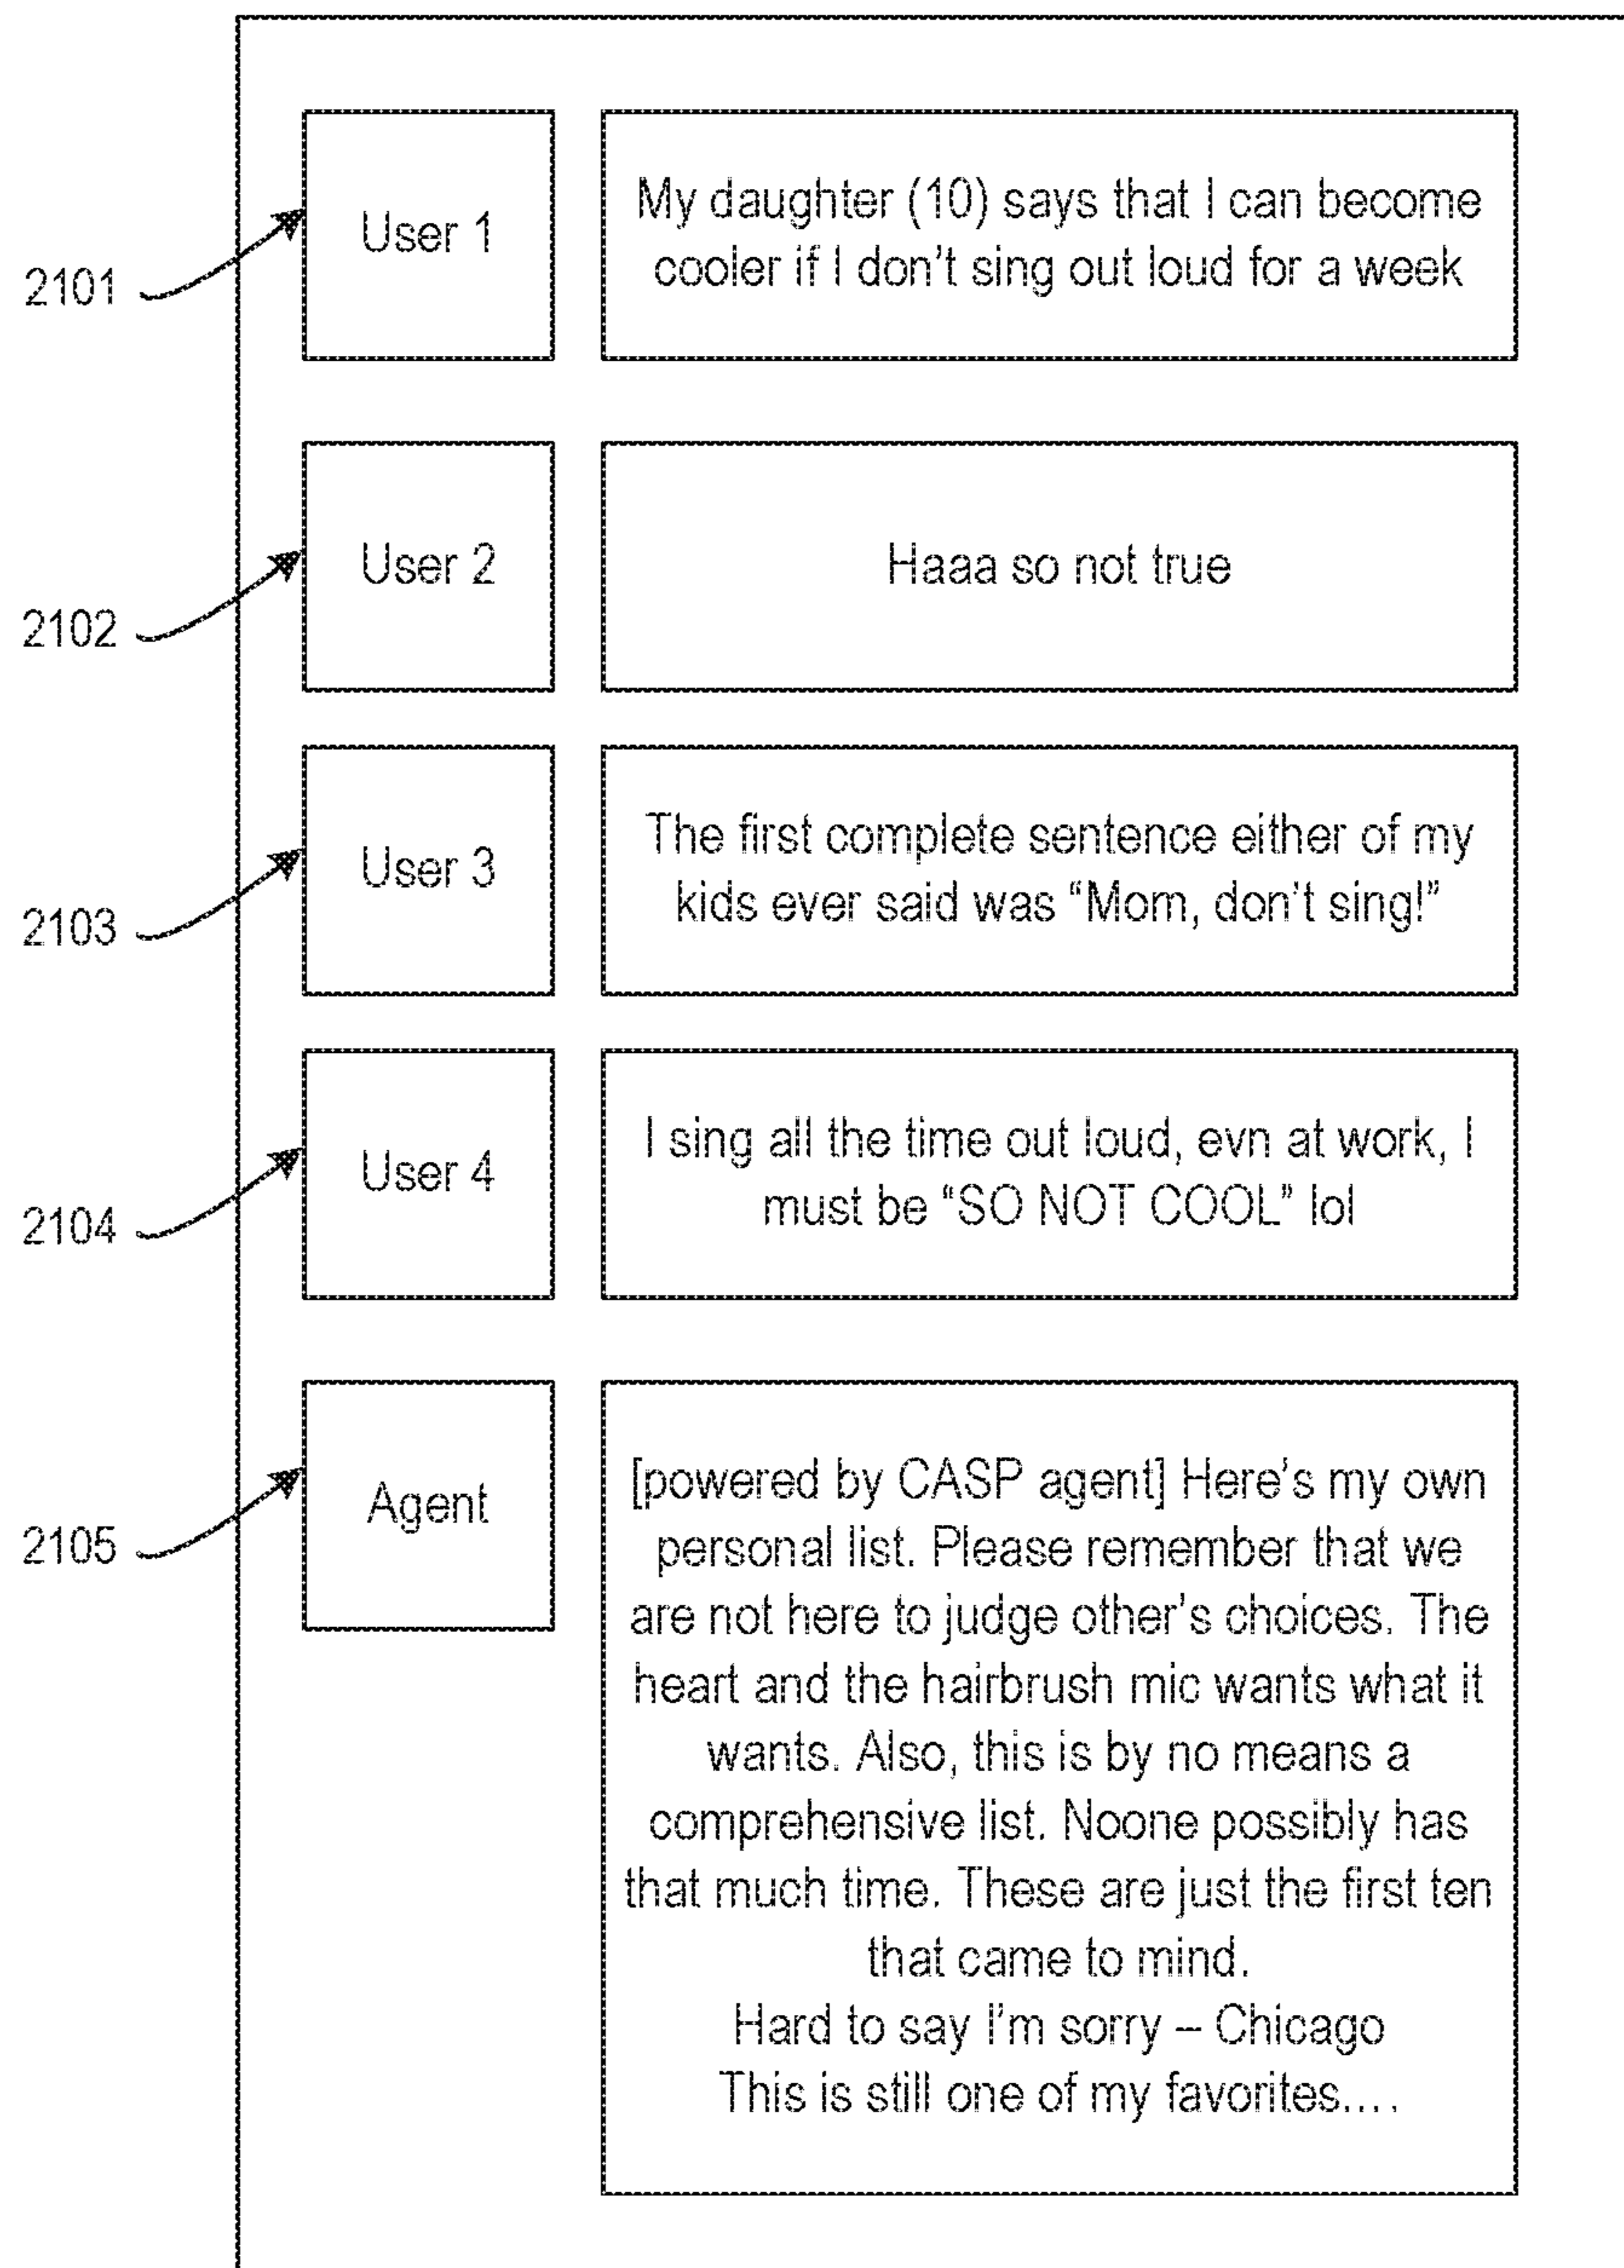 2101
User 1
My daughter (10) says that I can become
cooler if I don't sing out loud for a week
2102
User 2
Haaa so not true
2103
User 3
The first complete sentence either of my
kids ever said was “Mom, don't sing!”
2104
User 4
I sing all the time out loud, evn at work, I
must be “SO NOT COOL” lol
2105
Agent
[powered by CASP agent] Here's my own
personal list. Please remember that we
are not here to judge other's choices. The
heart and the hairbrush mic wants what it
wants. Also, this is by no means a
comprehensive list. Noone possibly has
that much time. These are just the first ten
that came to mind.
Hard to say I'm sorry – Chicago
This is still one of my favorites....